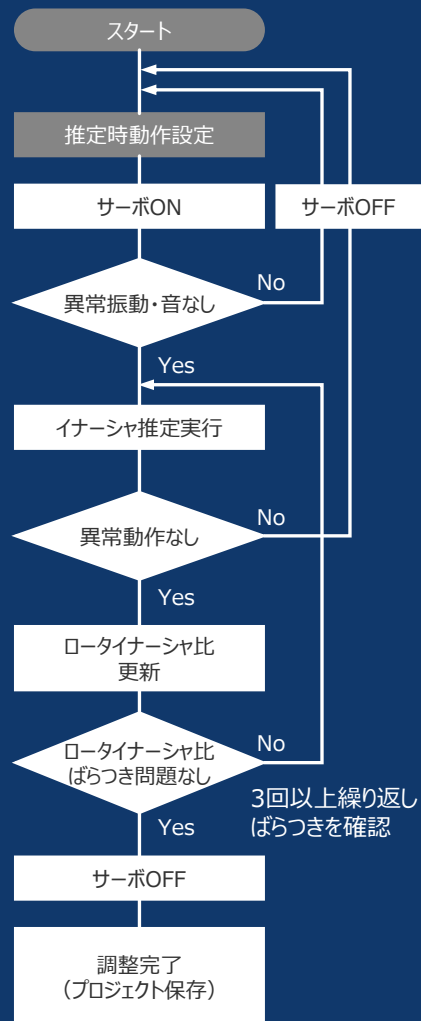 スタート
推定時動作設定
サーボON
サーボOFF
異常振動・音なし
No
Yes
イナーシャ推定実行
異常動作なし
No
Yes
ロータイナーシャ比
更新
ロータイナーシャ比
ばらつき問題なし
No
3回以上繰り返し
ばらつきを確認
Yes
サーボOFF
調整完了
(プロジェクト保存)